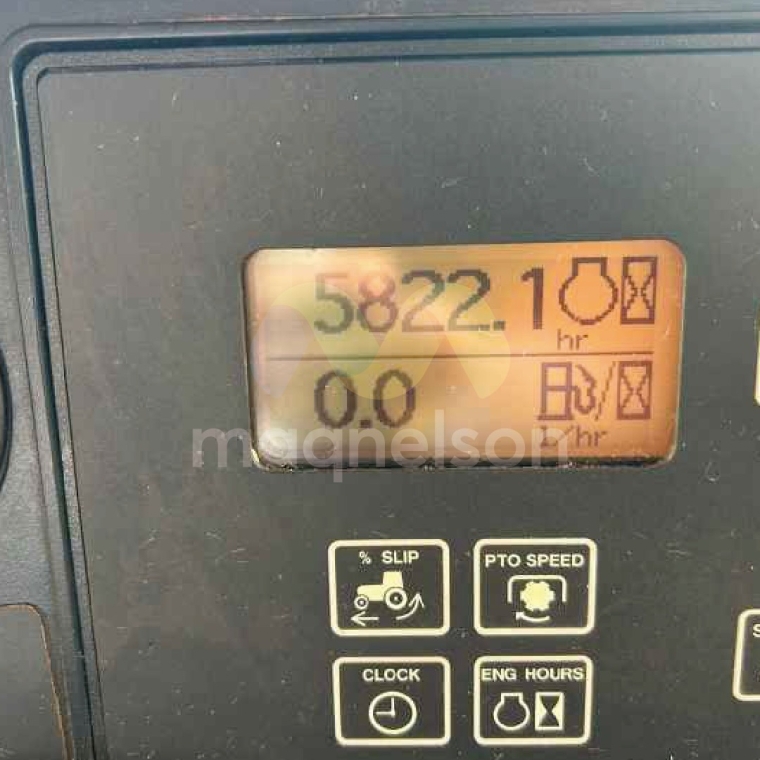 5822.1
hr
0.0
l/hr
maqnelson
% SLIP
PTO SPEED
CLOCK
ENG HOURS